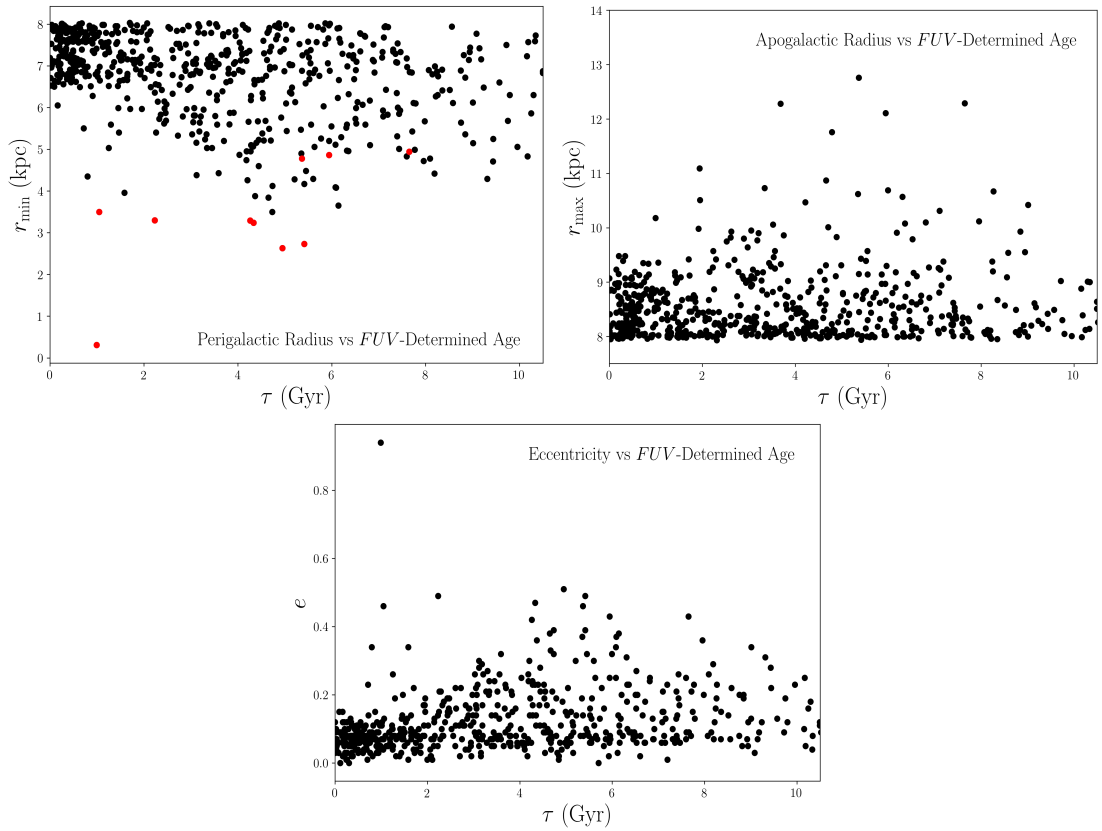 8
7
6
5
4
3
2
1
0
r_min (kpc)
Perigalactic Radius vs FUV-Determined Age
0 2 4 6 8 10
τ (Gyr)
14
13
12
11
10
9
8
r_max (kpc)
Apogalactic Radius vs FUV-Determined Age
0 2 4 6 8 10
τ (Gyr)
Eccentricity vs FUV-Determined Age
0.8
0.6
0.4
0.2
0.0
e
0 2 4 6 8 10
τ (Gyr)